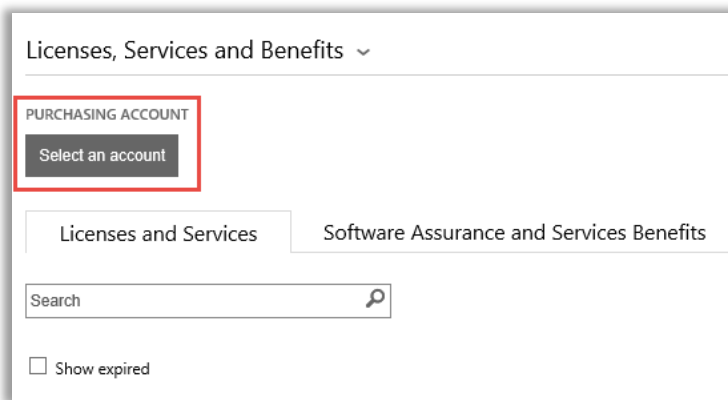 Licenses, Services and Benefits
PURCHASING ACCOUNT
Select an account
Licenses and Services
Software Assurance and Services Benefits
Search
Show expired